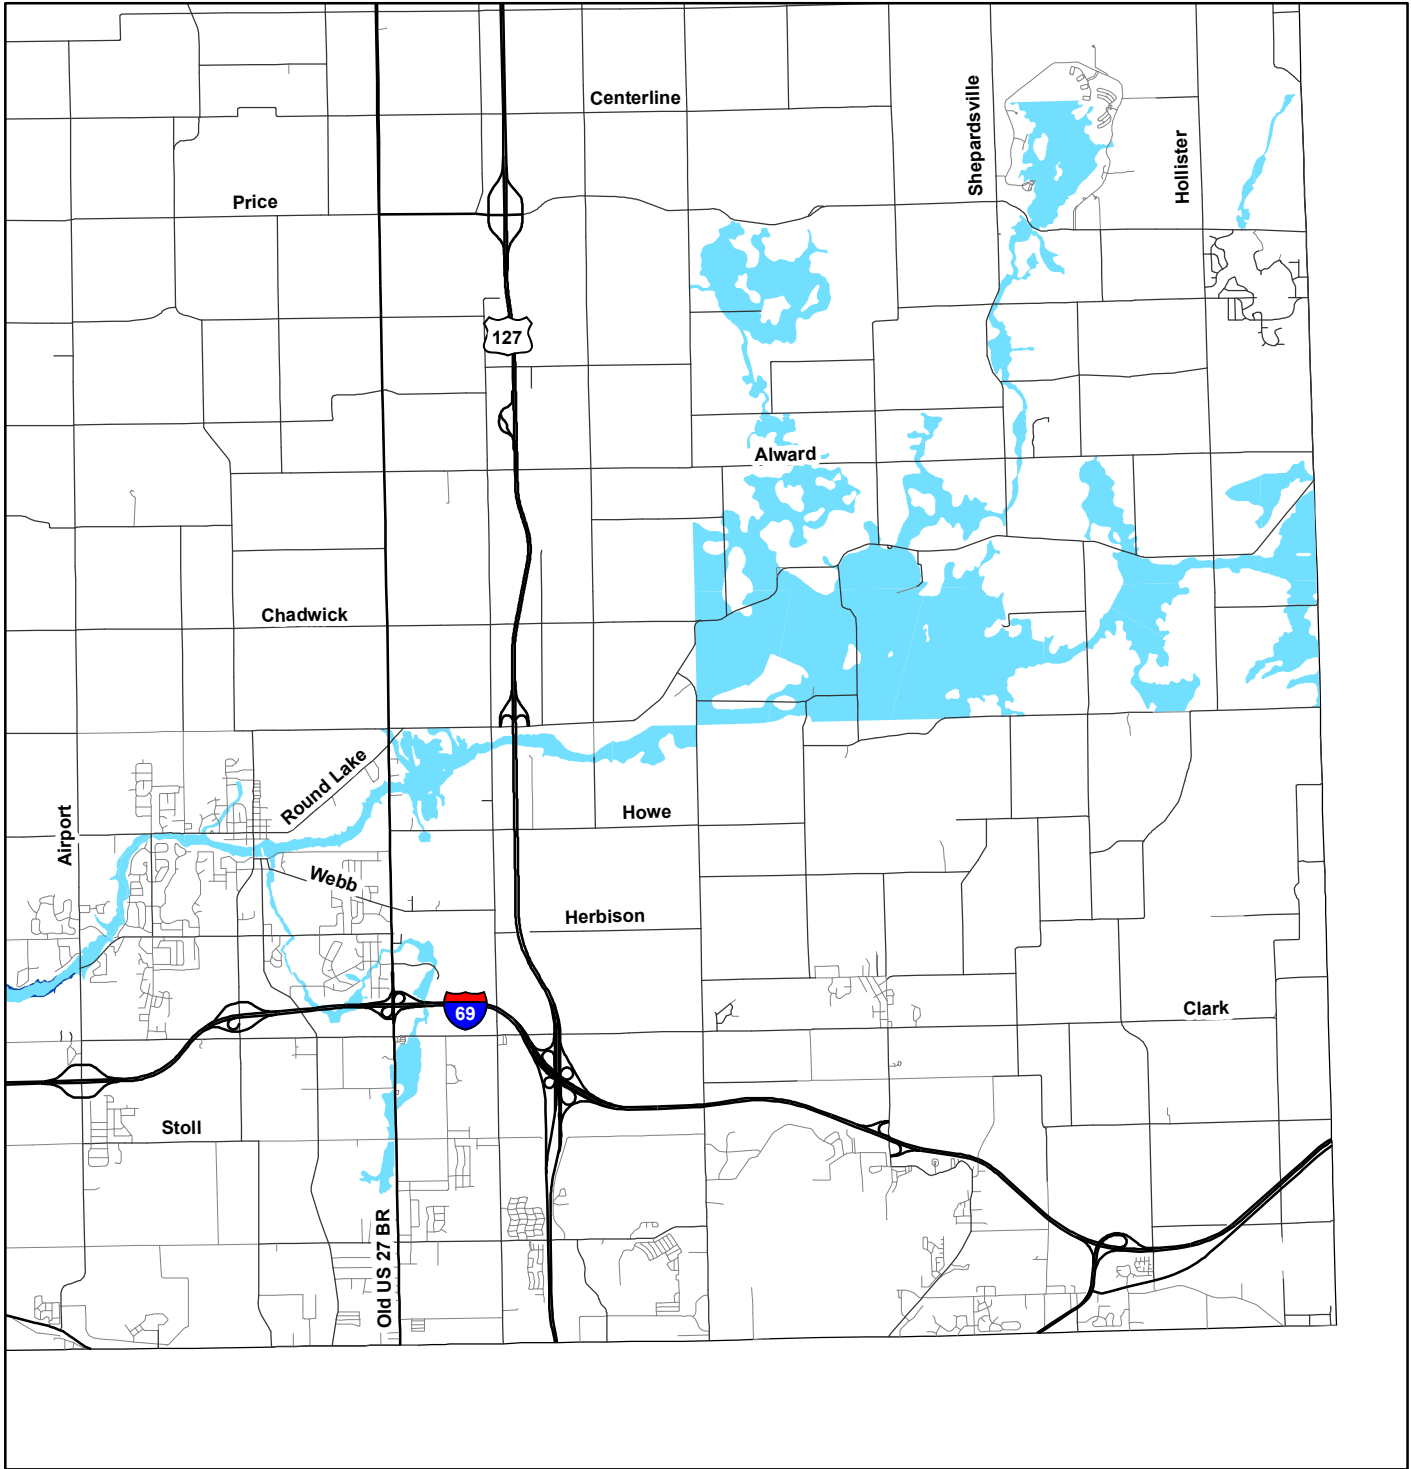 Centerline
Shepardsville
Hollister
Price
127
Alward
Chadwick
Round Lake
Airport
Howe
Webb
Herbison
69
Clark
Stoll
Old US 27 BR